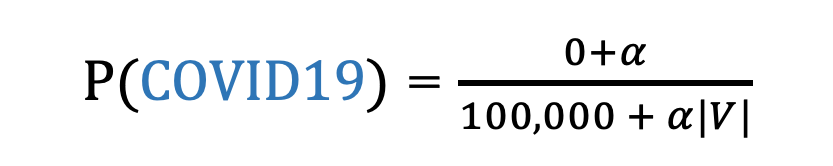 P(COVID19) = 0+α / 100,000 + α|V|